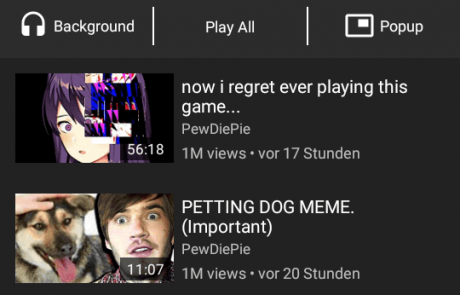 Background
Play All
Popup
now i regret ever playing this
game...
PewDiePie
56:18
1M views • vor 17 Stunden
PETTING DOG MEME.
(Important)
PewDiePie
11:07
1M views • vor 20 Stunden